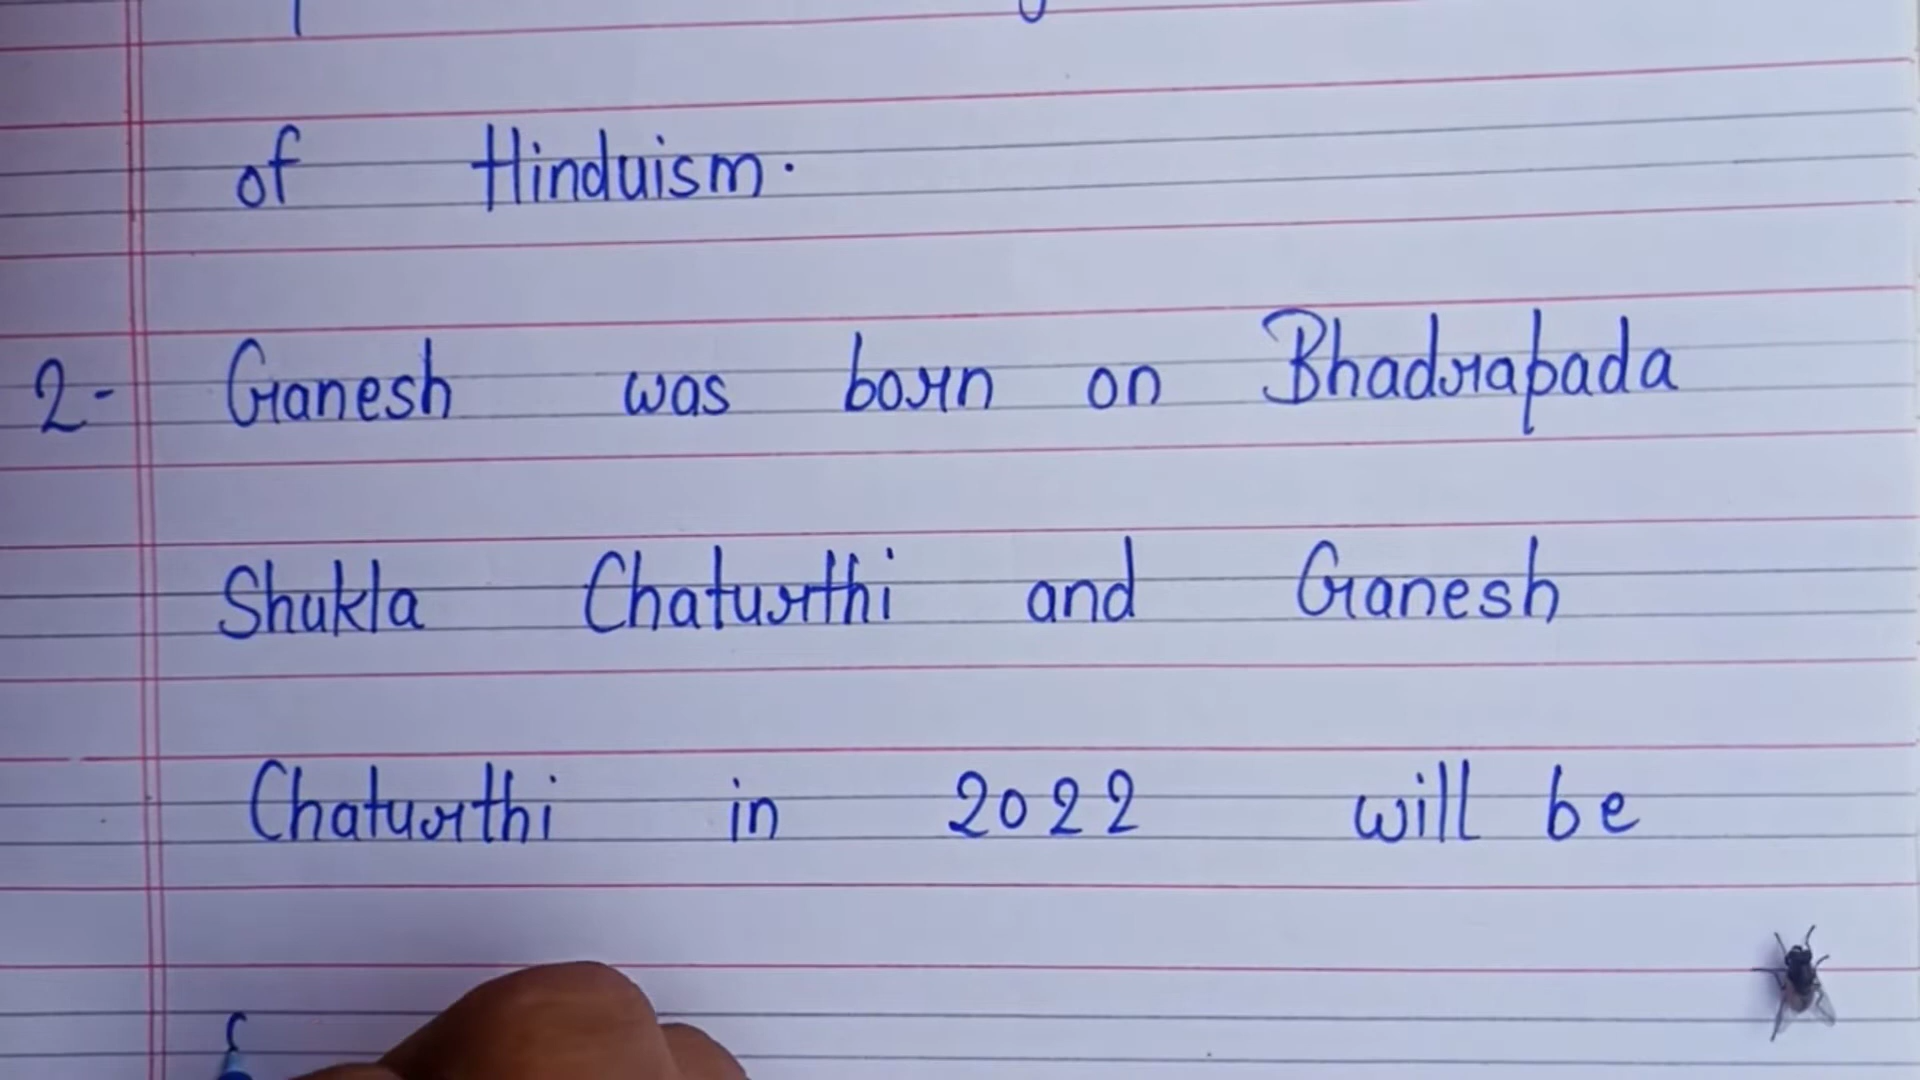 of Hinduism.
2- Ganesh was born on Bhadrapada
Shukla Chaturthi and Ganesh
Chaturthi in 2022 will be